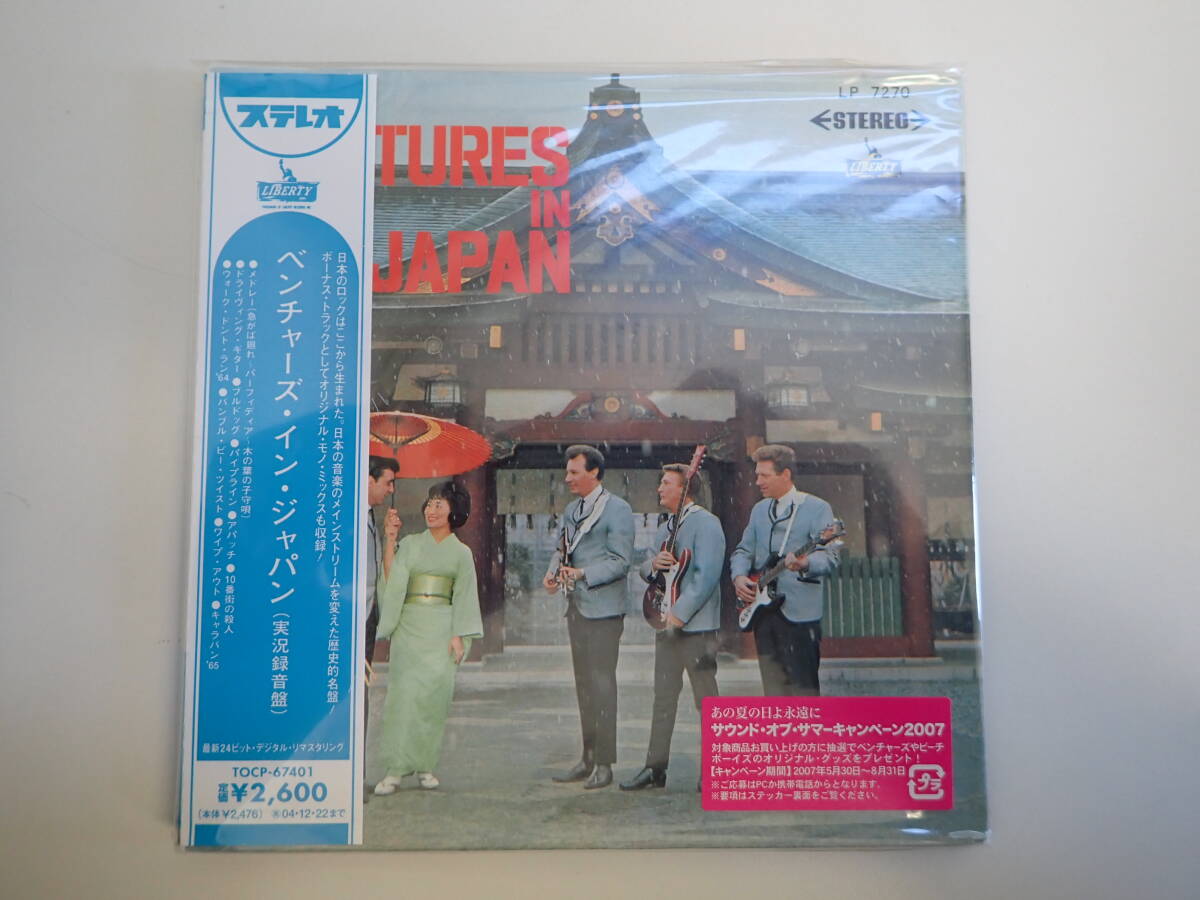 ステレオ
LIBERTY
ベンチャーズ・イン・ジャパン(実況録音盤)
日本のロックはここから生まれた。日本の音楽のメインストリームを変えた歴史的名盤!
ボーナス・トラックとしてオリジナル・モノ・ミックスも収録!
●メドレー(急がば廻れ~パーフィディア~木の葉の子守唄)
●ドライヴィング・ギター●ブルドッグ●パイプライン●アパッチ●10番街の殺人
●ウォーク・ドント・ラン'64●バンブル・ビー・ツイスト●ワイプ・アウト●キャラバン'65
最新24ビット・デジタル・リマスタリング
TOCP-67401
定価¥2,600
(本体¥2,476) 04・12・22まで
TURES
IN
JAPAN
LP 7270
STEREO
LIBERTY
あの夏の日よ永遠に
サウンド・オブ・サマーキャンペーン2007
対象商品お買い上げの方に抽選でベンチャーズやビーチ
ボーイズのオリジナル・グッズをプレゼント!
【キャンペーン期間】2007年5月30日~8月31日
※ご応募はPCか携帯電話からとなります。
※要項はステッカー裏面をご覧ください。
プラ